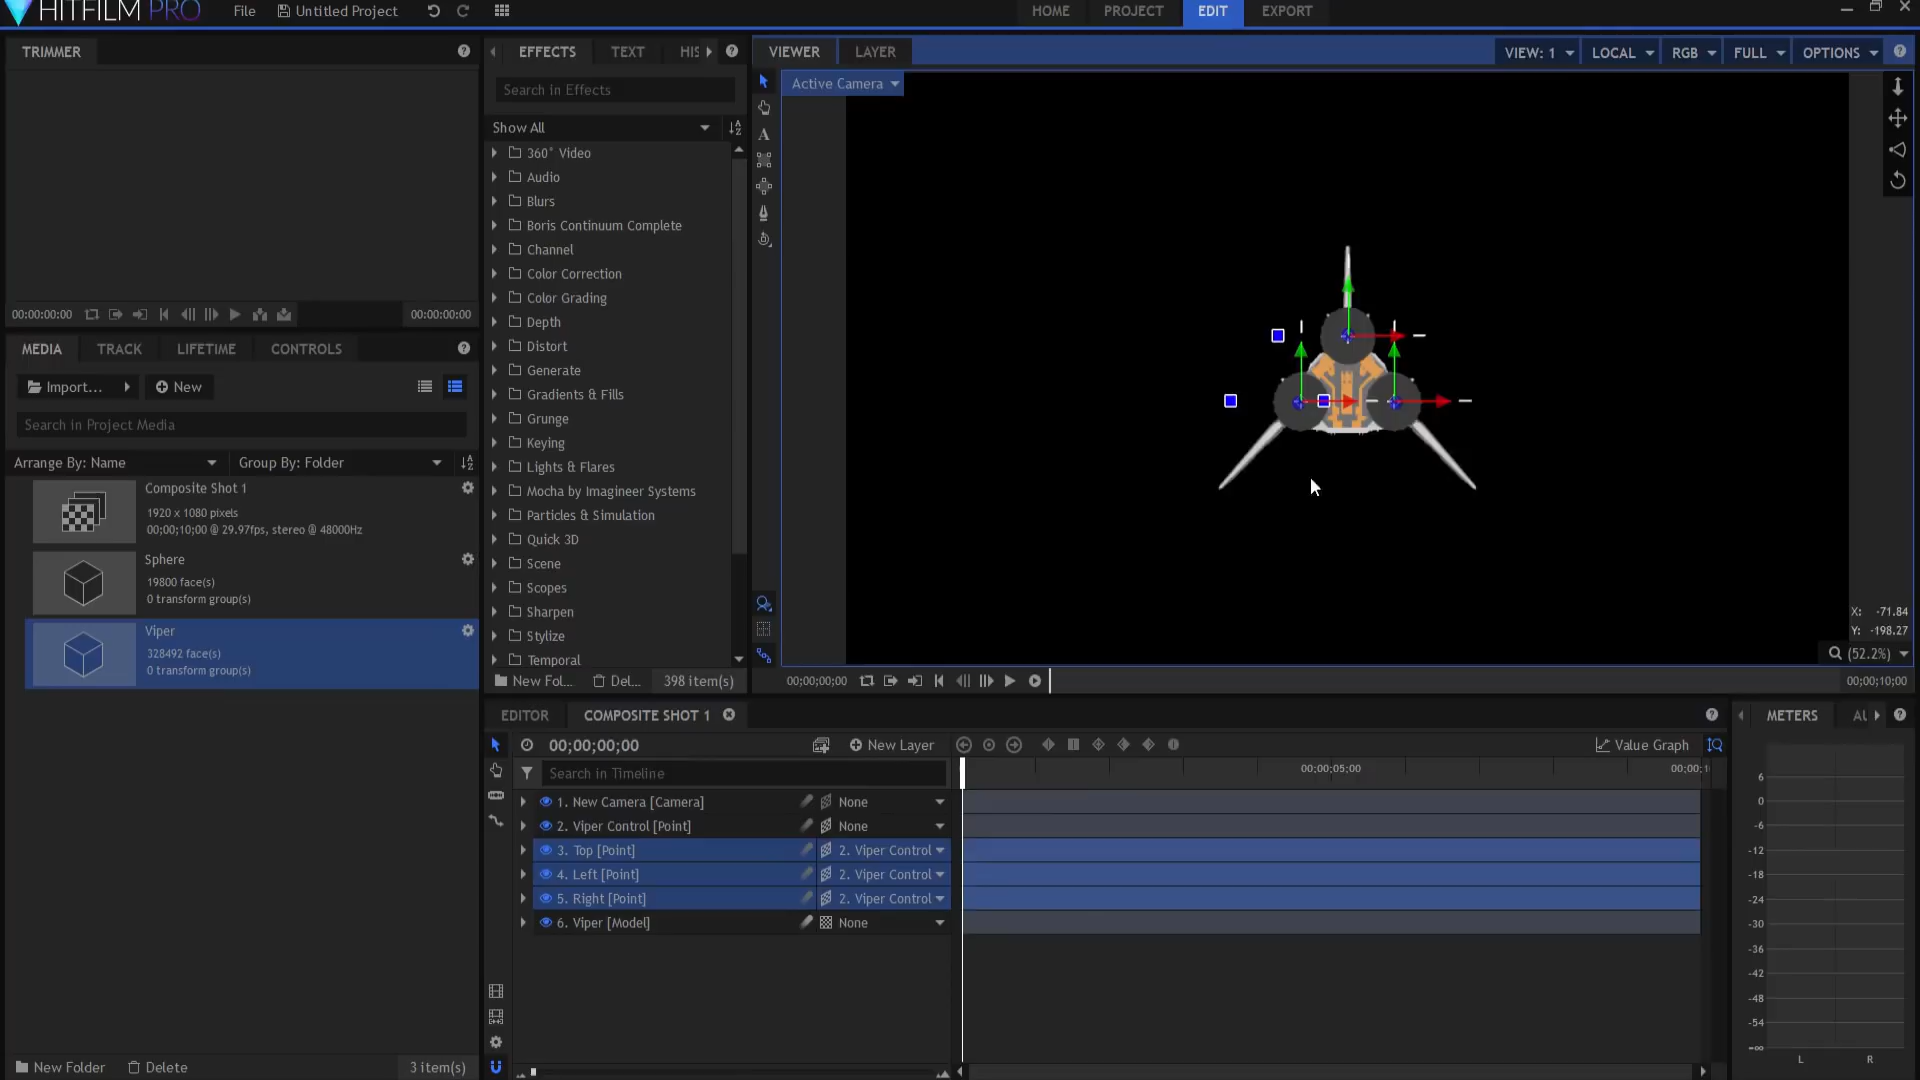 HITFILM PRO
File
Untitled Project
HOME
PROJECT
EDIT
EXPORT
TRIMMER
00:00:00:00
00:00:00:00
MEDIA
TRACK
LIFETIME
CONTROLS
Import...
New
Search in Project Media
Arrange By: Name
Group By: Folder
Composite Shot 1
1920 x 1080 pixels
00;00;10;00 @ 29.97fps, stereo @ 48000Hz
Sphere
19800 face(s)
0 transform group(s)
Viper
328492 face(s)
0 transform group(s)
New Folder
Delete
3 item(s)
EFFECTS
TEXT
HIS
Search in Effects
Show All
360° Video
Audio
Blurs
Boris Continuum Complete
Channel
Color Correction
Color Grading
Depth
Distort
Generate
Gradients & Fills
Grunge
Keying
Lights & Flares
Mocha by Imagineer Systems
Particles & Simulation
Quick 3D
Scene
Scopes
Sharpen
Stylize
Temporal
New Fol...
Del...
398 item(s)
VIEWER
LAYER
VIEW: 1
LOCAL
RGB
FULL
OPTIONS
Active Camera
A
X: -71.84
Y: -198.27
(52.2%)
00;00;00;00
00;00;10;00
EDITOR
COMPOSITE SHOT 1
00;00;00;00
New Layer
Value Graph
Search in Timeline
00;00;05;00
00;00;1
1. New Camera [Camera]
None
2. Viper Control [Point]
None
3. Top [Point]
2. Viper Control
4. Left [Point]
2. Viper Control
5. Right [Point]
2. Viper Control
6. Viper [Model]
None
METERS
6
0
-6
-12
-18
-24
-30
-36
-42
-48
-54
-∞
L
R